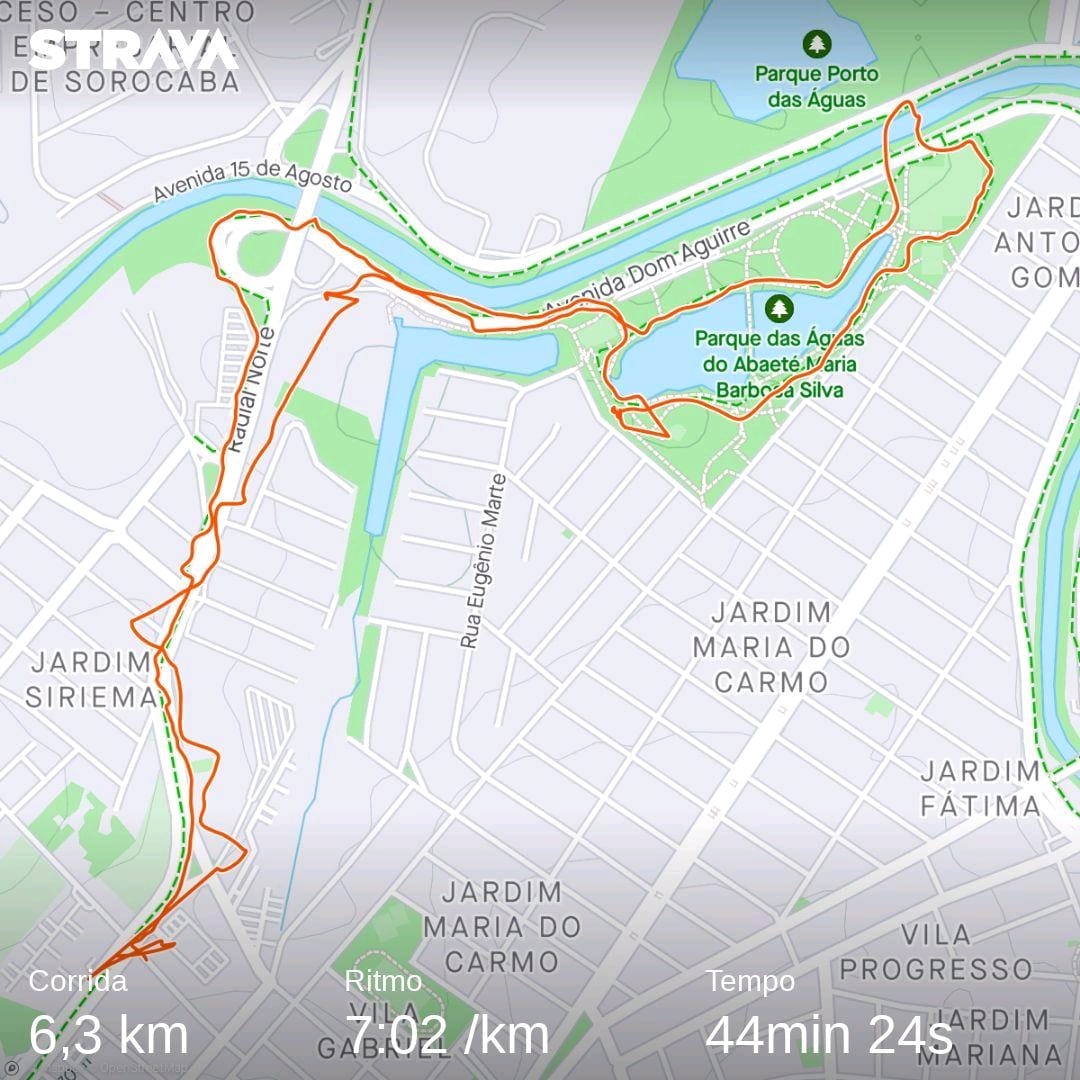 CESO – CENTRO
DE SOROCABA
STRAVA
Parque Porto
das Águas
Avenida 15 de Agosto
JARD
ANTO
GOM
Avenida Dom Aguirre
Parque das Águas
do Abaeté Maria
Barbosa Silva
Radial Norte
Rua Eugênio Marte
JARDIM
MARIA DO
CARMO
JARDIM
SIRIEMA
JARDIM
FÁTIMA
JARDIM
MARIA DO
CARMO
VILA
PROGRESSO
Corrida
Ritmo
Tempo
VILA
GABRIEL
JARDIM
MARIANA
6,3 km
7:02 /km
44min 24s
OpenStreetMap